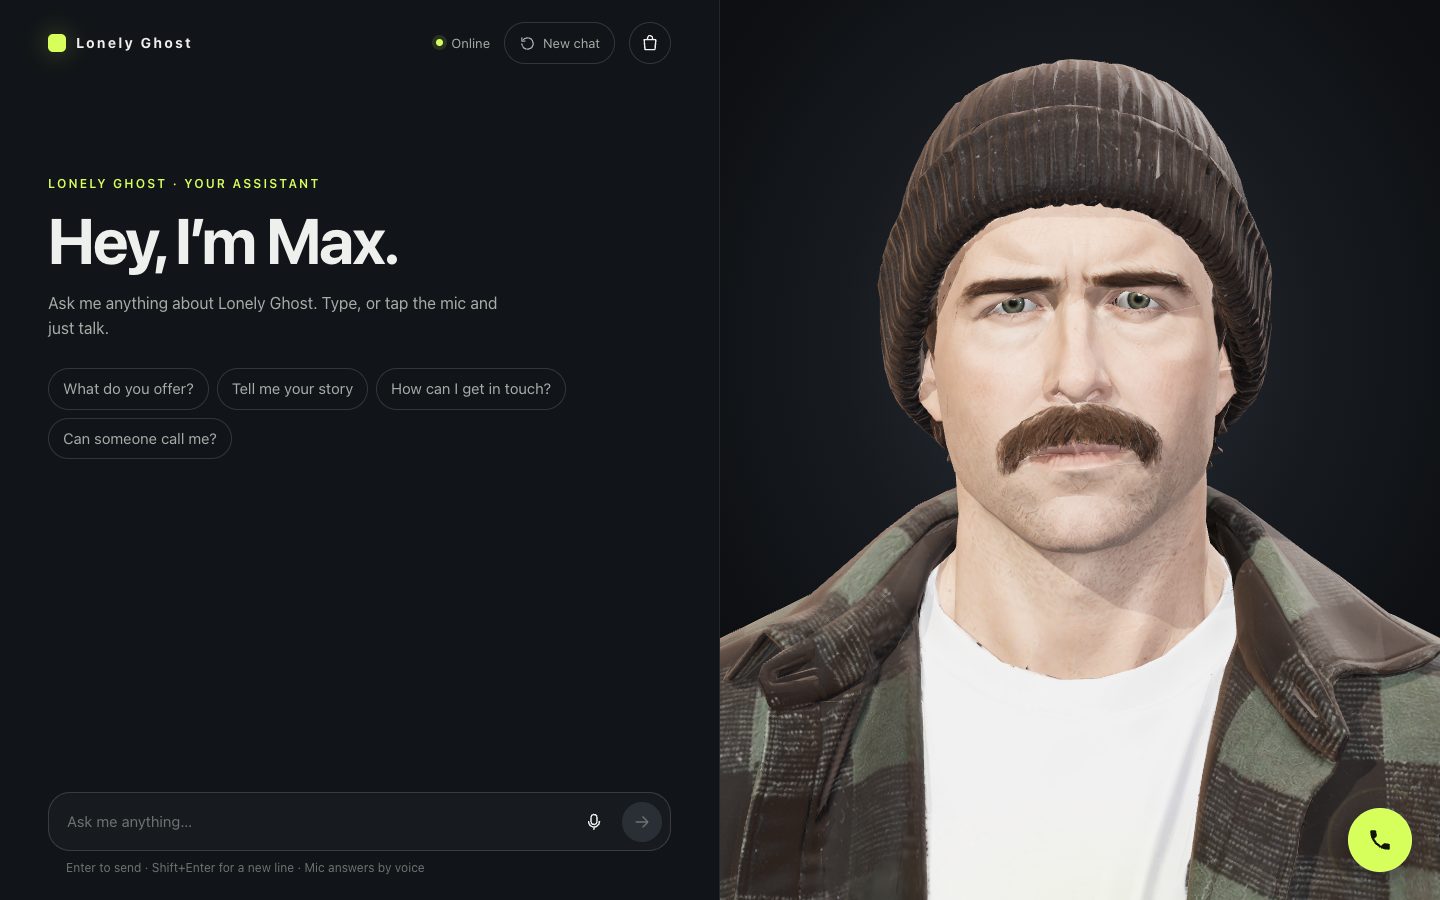 Lonely Ghost
Online
New chat
LONELY GHOST · YOUR ASSISTANT
Hey, I’m Max.
Ask me anything about Lonely Ghost. Type, or tap the mic and
just talk.
What do you offer?
Tell me your story
How can I get in touch?
Can someone call me?
Ask me anything...
Enter to send · Shift+Enter for a new line · Mic answers by voice